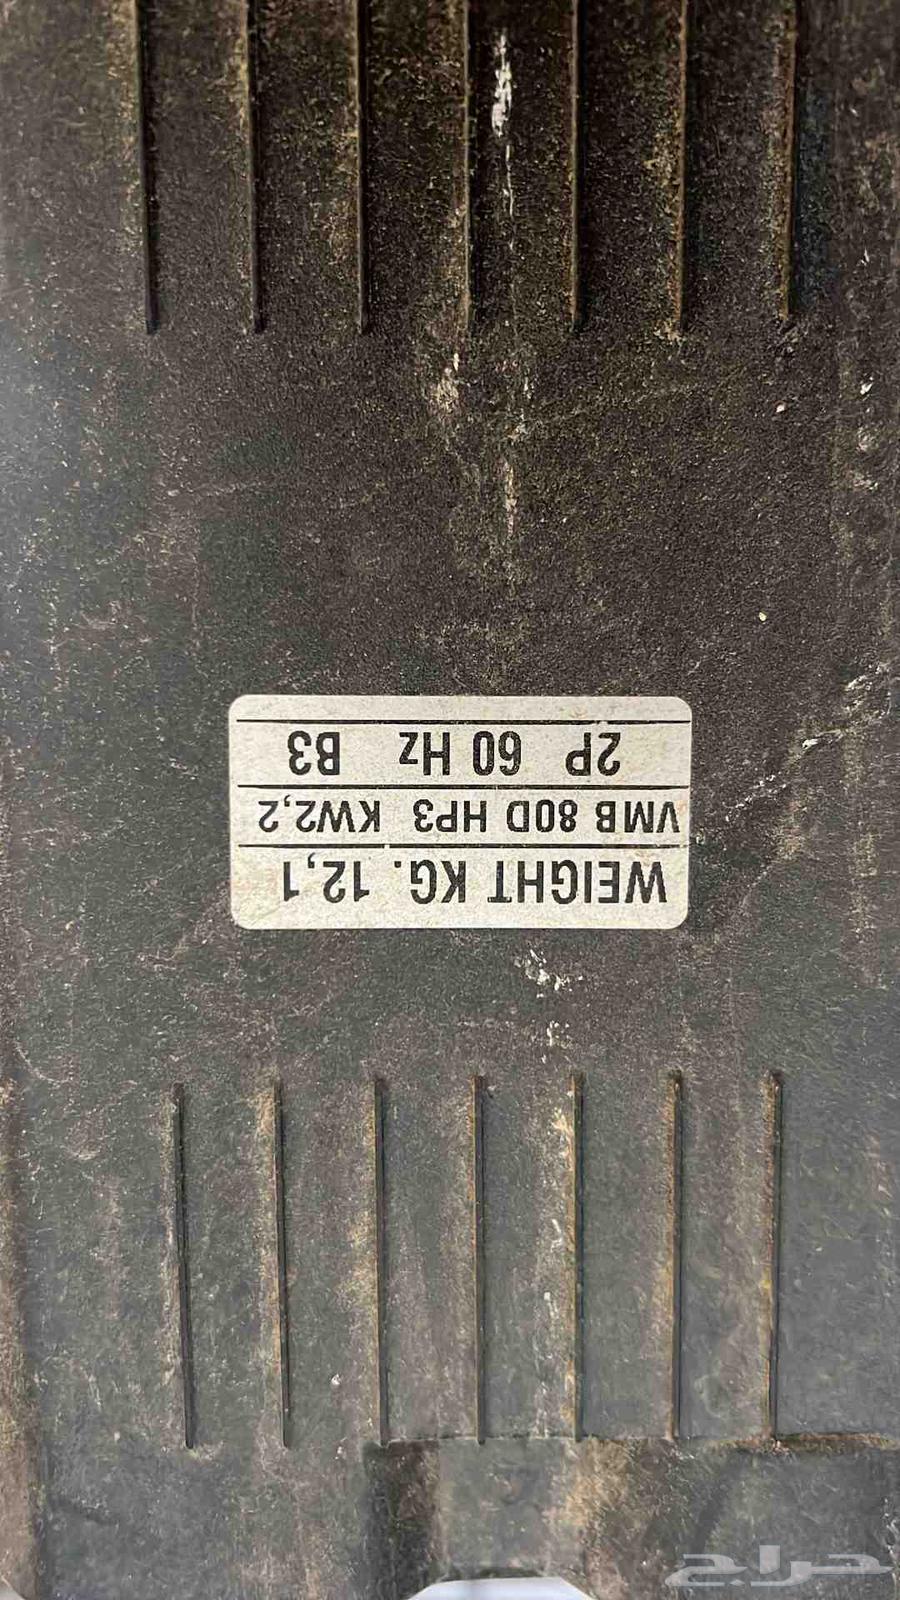 WEIGHT KG. 12,1
VMB 80D HP3 KW2,2
2P 60 Hz B3
حراج